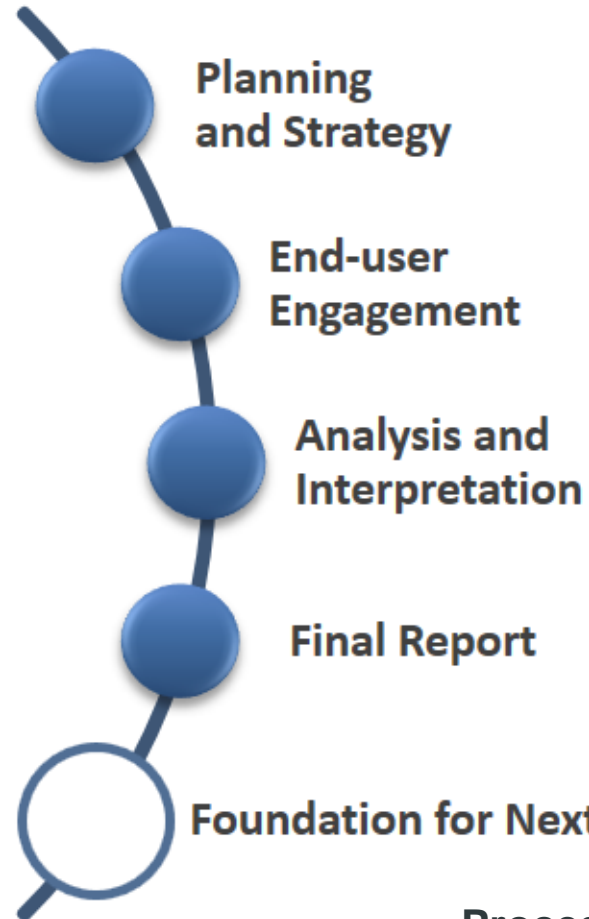 Planning
and Strategy
End-user
Engagement
Analysis and
Interpretation
Final Report
Foundation for Next